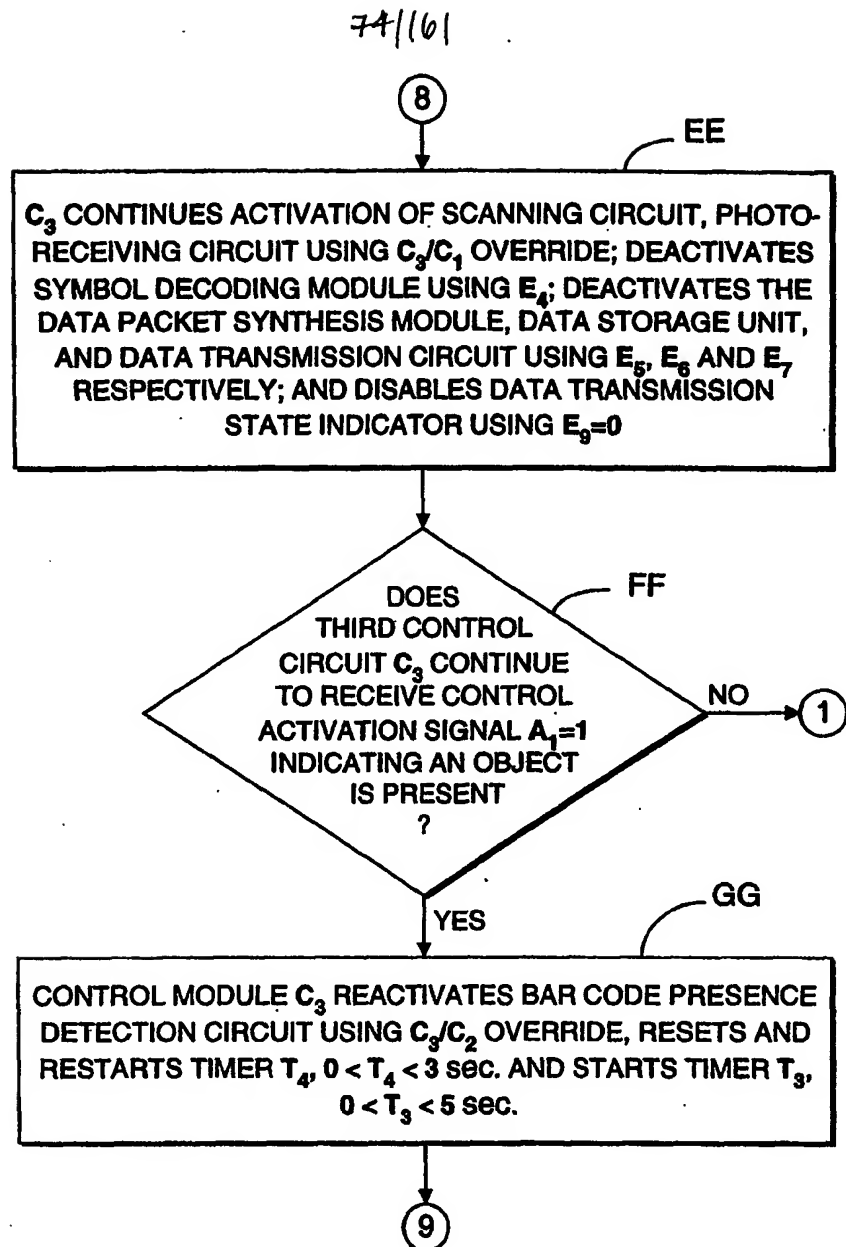 74/161
8
EE
C₃ CONTINUES ACTIVATION OF SCANNING CIRCUIT, PHOTO-
RECEIVING CIRCUIT USING C₃/C₁ OVERRIDE; DEACTIVATES
SYMBOL DECODING MODULE USING E₄; DEACTIVATES THE
DATA PACKET SYNTHESIS MODULE, DATA STORAGE UNIT,
AND DATA TRANSMISSION CIRCUIT USING E₅, E₆ AND E₇
RESPECTIVELY; AND DISABLES DATA TRANSMISSION
STATE INDICATOR USING E₉=0
FF
DOES
THIRD CONTROL
CIRCUIT C₃ CONTINUE
TO RECEIVE CONTROL
ACTIVATION SIGNAL A₁=1
INDICATING AN OBJECT
IS PRESENT
?
NO
1
YES
GG
CONTROL MODULE C₃ REACTIVATES BAR CODE PRESENCE
DETECTION CIRCUIT USING C₃/C₂ OVERRIDE, RESETS AND
RESTARTS TIMER T₄, 0 < T₄ < 3 sec. AND STARTS TIMER T₃,
0 < T₃ < 5 sec.
9